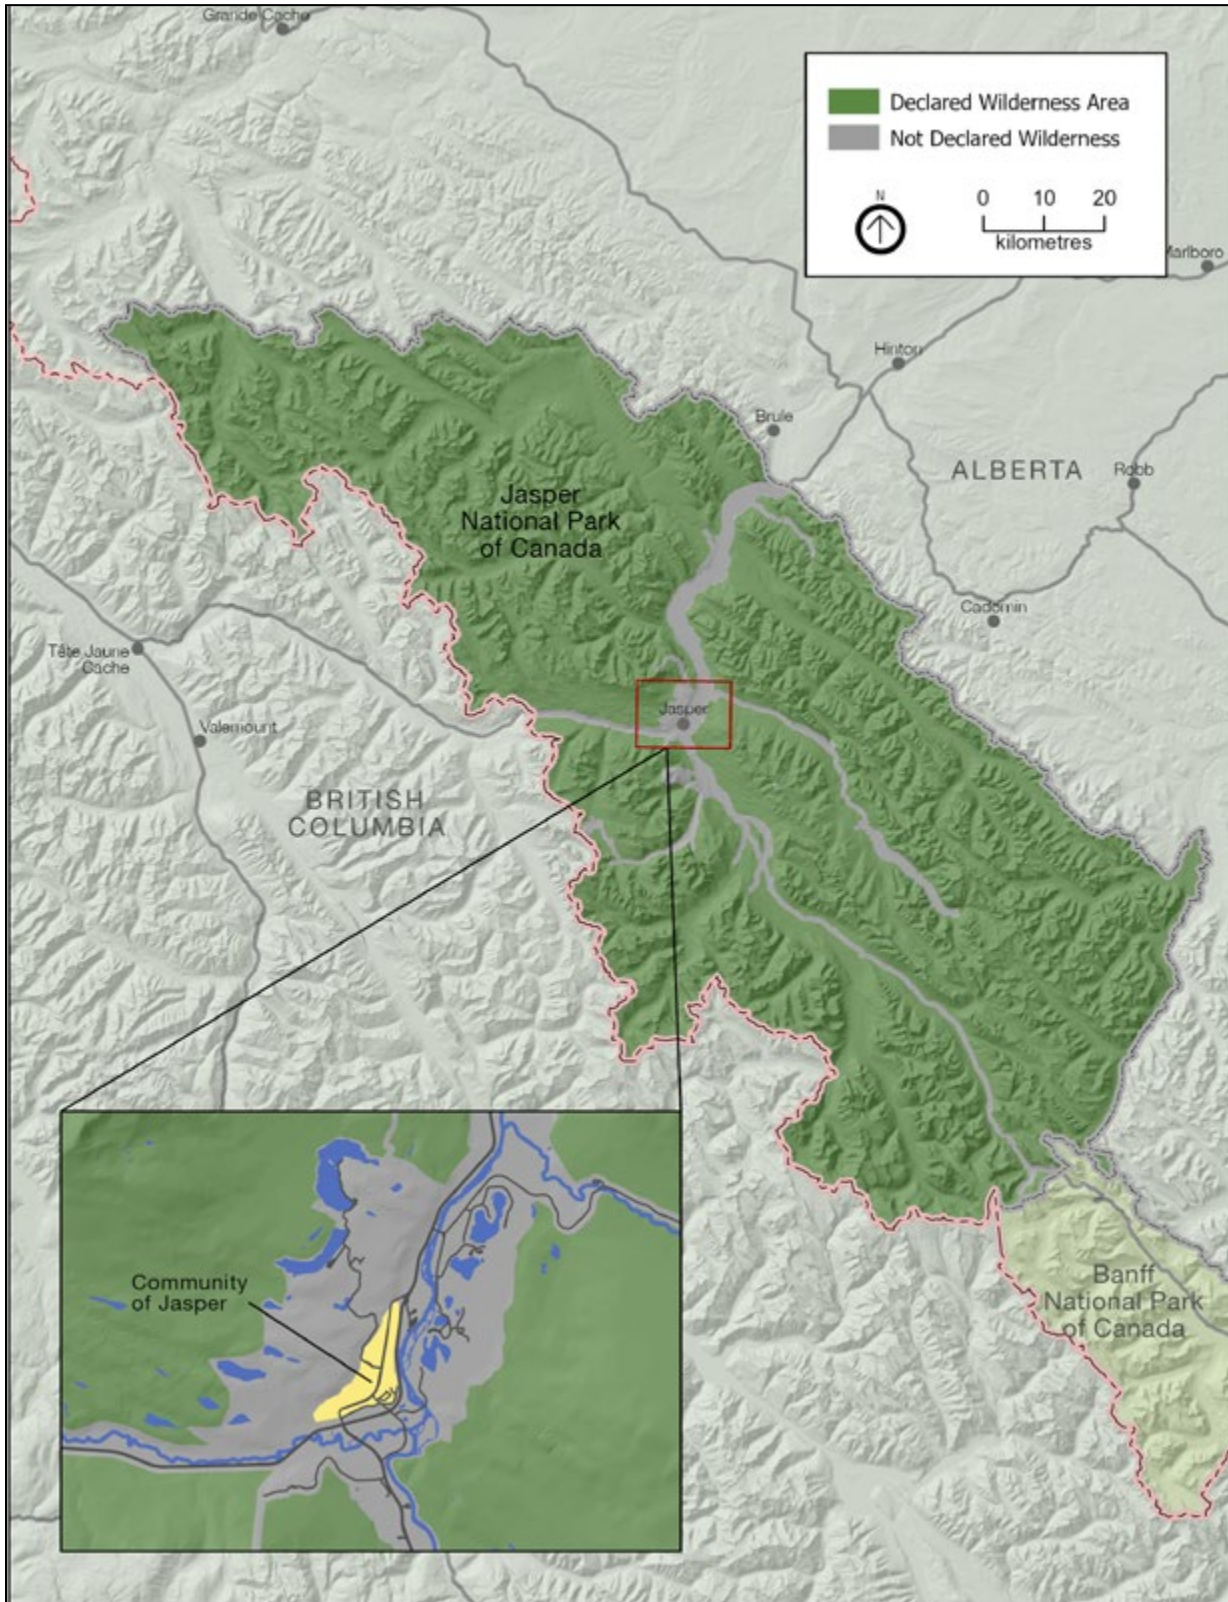 Grande Cache
Declared Wilderness Area
Not Declared Wilderness
N
0 10 20
kilometres
Marlboro
Hinton
Brule
ALBERTA
Robb
Jasper
National Park
of Canada
Cadomin
Tête Jaune
Cache
Jasper
Valemount
BRITISH
COLUMBIA
Community
of Jasper
Banff
National Park
of Canada